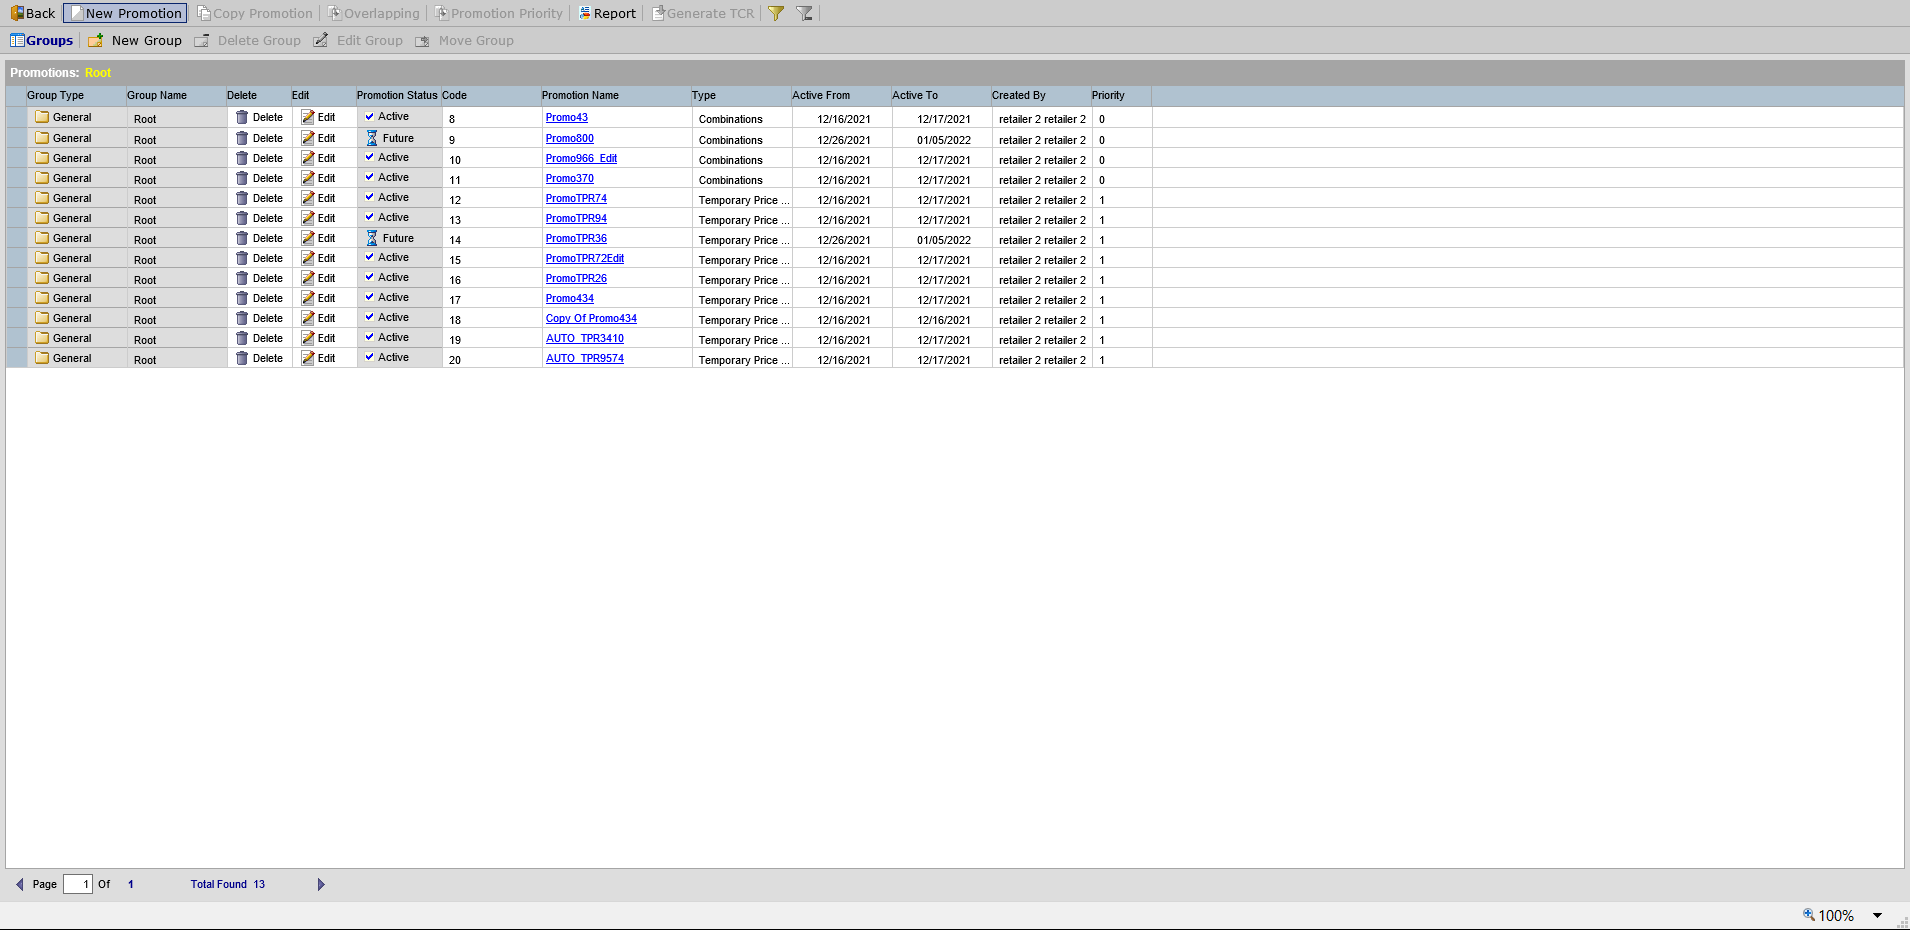 Back New Promotion Copy Promotion Overlapping Promotion Priority Report Generate TCR
Groups New Group Delete Group Edit Group Move Group
Promotions: Root
Group Type Group Name Delete Edit Promotion Status Code Promotion Name Type Active From Active To Created By Priority
General Root Delete Edit Active 8 Promo43 Combinations 12/16/2021 12/17/2021 retailer 2 retailer 2 0
General Root Delete Edit Future 9 Promo800 Combinations 12/26/2021 01/05/2022 retailer 2 retailer 2 0
General Root Delete Edit Active 10 Promo966_Edit Combinations 12/16/2021 12/17/2021 retailer 2 retailer 2 0
General Root Delete Edit Active 11 Promo370 Combinations 12/16/2021 12/17/2021 retailer 2 retailer 2 0
General Root Delete Edit Active 12 PromoTPR74 Temporary Price ... 12/16/2021 12/17/2021 retailer 2 retailer 2 1
General Root Delete Edit Active 13 PromoTPR94 Temporary Price ... 12/16/2021 12/17/2021 retailer 2 retailer 2 1
General Root Delete Edit Future 14 PromoTPR36 Temporary Price ... 12/26/2021 01/05/2022 retailer 2 retailer 2 1
General Root Delete Edit Active 15 PromoTPR72Edit Temporary Price ... 12/16/2021 12/17/2021 retailer 2 retailer 2 1
General Root Delete Edit Active 16 PromoTPR26 Temporary Price ... 12/16/2021 12/17/2021 retailer 2 retailer 2 1
General Root Delete Edit Active 17 Promo434 Temporary Price ... 12/16/2021 12/17/2021 retailer 2 retailer 2 1
General Root Delete Edit Active 18 Copy Of Promo434 Temporary Price ... 12/16/2021 12/16/2021 retailer 2 retailer 2 1
General Root Delete Edit Active 19 AUTO_TPR3410 Temporary Price ... 12/16/2021 12/17/2021 retailer 2 retailer 2 1
General Root Delete Edit Active 20 AUTO_TPR9574 Temporary Price ... 12/16/2021 12/17/2021 retailer 2 retailer 2 1
Page 1 Of 1 Total Found 13
100%